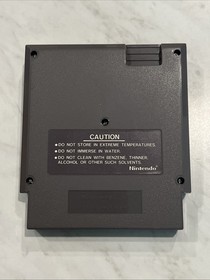 CAUTION
•DO NOT STORE IN EXTREME TEMPERATURES.
•DO NOT IMMERSE IN WATER.
•DO NOT CLEAN WITH BENZENE, THINNER,
ALCOHOL OR OTHER SUCH SOLVENTS.
Nintendo